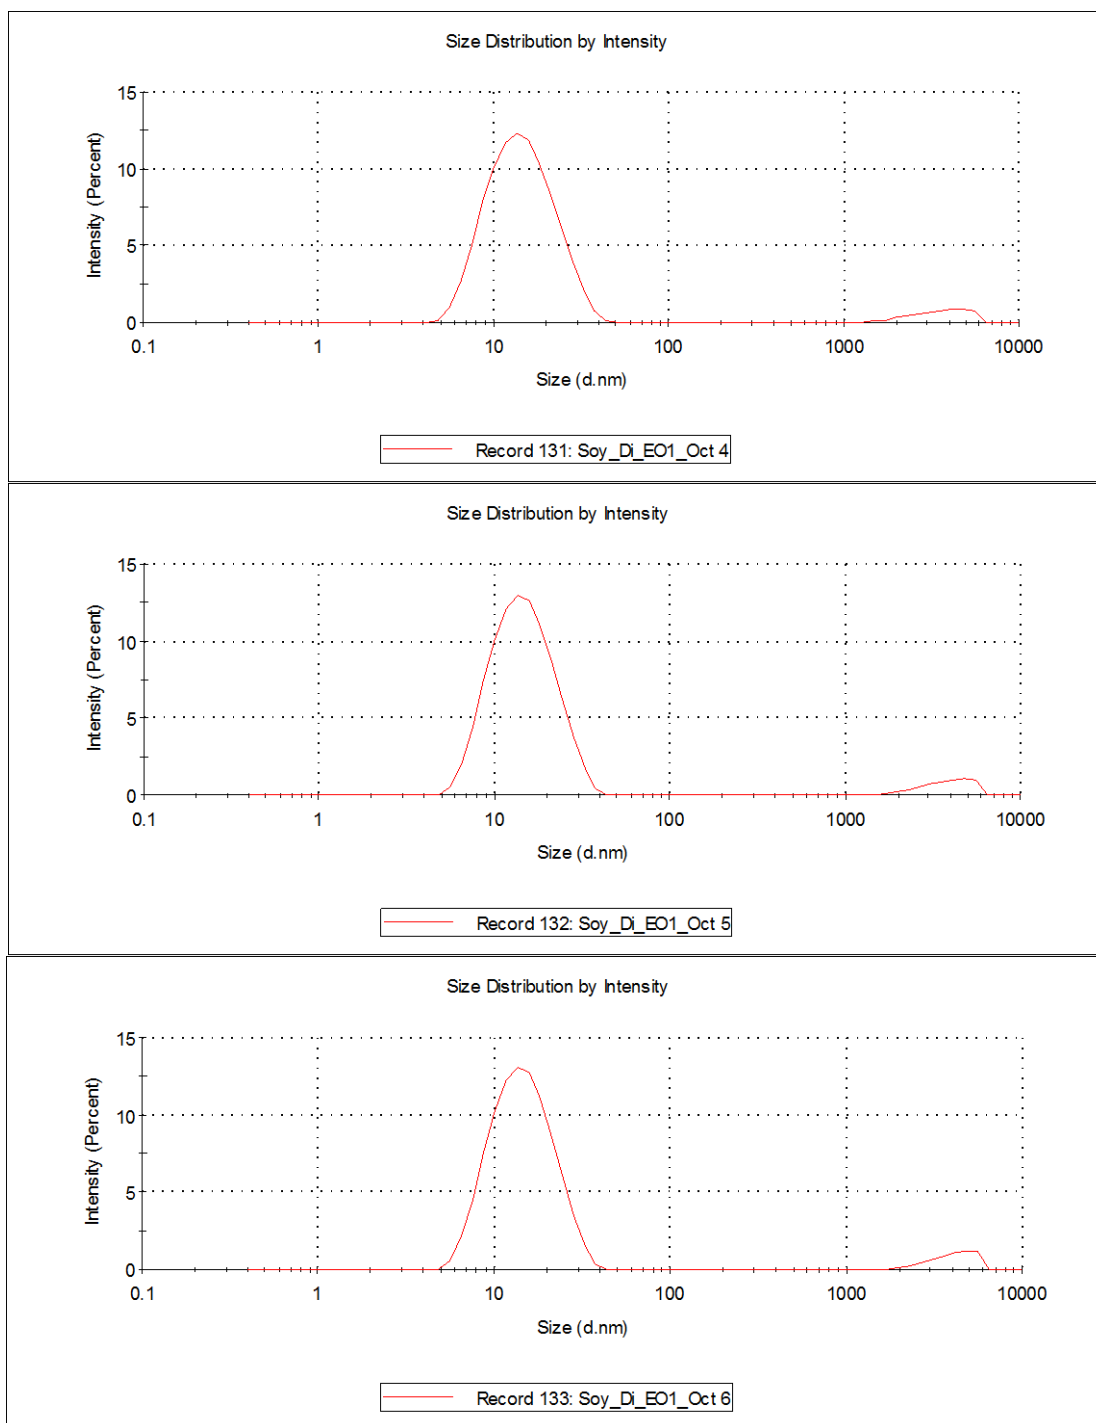 Size Distribution by Intensity
15
10
5
0
Intensity (Percent)
0.1 1 10 100 1000 10000
Size (d.nm)
Record 131: Soy_Di_EO1_Oct 4
Size Distribution by Intensity
15
10
5
0
Intensity (Percent)
0.1 1 10 100 1000 10000
Size (d.nm)
Record 132: Soy_Di_EO1_Oct 5
Size Distribution by Intensity
15
10
5
0
Intensity (Percent)
0.1 1 10 100 1000 10000
Size (d.nm)
Record 133: Soy_Di_EO1_Oct 6